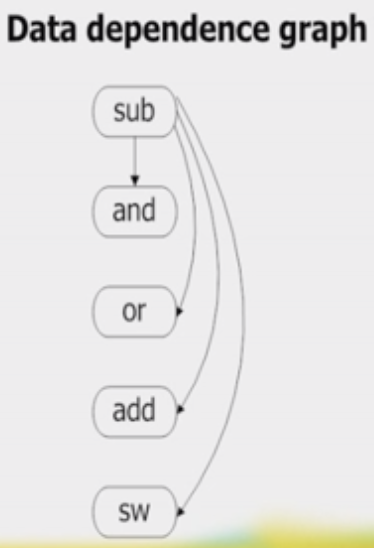 Data dependence graph
sub
and
or
add
sw